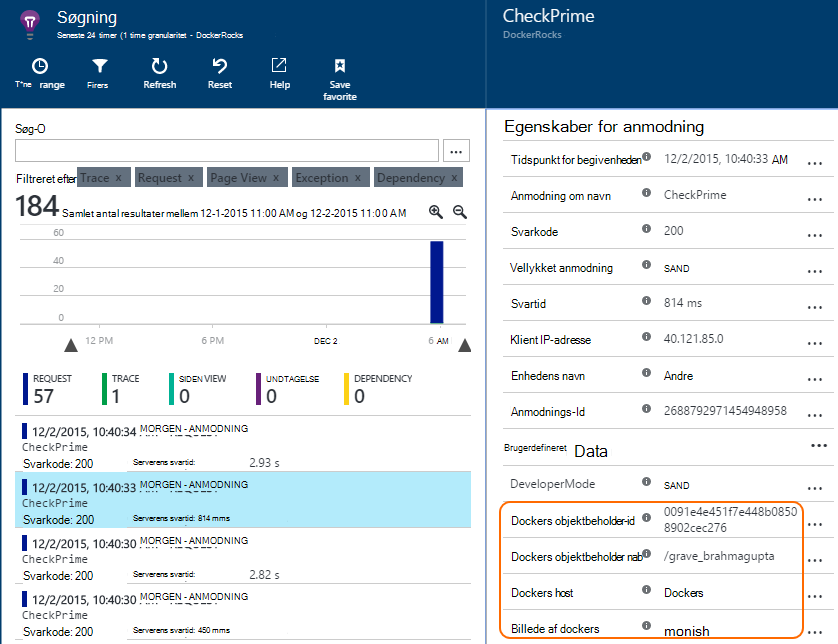 Søgning
Seneste 24 timer (1 time granularitet - DockerRocks
T*ne range
Firers
Refresh
Reset
Help
Save favorite
Søg-O
...
Filtreret efter Trace x Request x Page View x Exception x Dependency x
184 Samlet antal resultater mellem 12-1-2015 11:00 AM og 12-2-2015 11:00 AM
60
40
20
0
12 PM 6 PM DEC 2 6 AM
REQUEST 57
TRACE 1
SIDEN VIEW 0
UNDTAGELSE 0
DEPENDENCY 0
12/2/2015, 10:40:34 MORGEN - ANMODNING
CheckPrime
Svarkode: 200 Serverens svartid: 2.93 s
12/2/2015, 10:40:33 MORGEN - ANMODNING
CheckPrime
Svarkode: 200 Serverens svartid: 814 mms
12/2/2015, 10:40:30 MORGEN - ANMODNING
CheckPrime
Svarkode: 200 Serverens svartid: 2.82 s
12/2/2015, 10:40:30 MORGEN - ANMODNING
CheckPrime
Svarkode: 200 Serverens svartid: 450 mms
CheckPrime
DockerRocks
Egenskaber for anmodning
Tidspunkt for begivenheden 12/2/2015, 10:40:33 AM ...
Anmodning om navn CheckPrime ...
Svarkode 200 ...
Vellykket anmodning SAND ...
Svartid 814 ms ...
Klient IP-adresse 40.121.85.0 ...
Enhedens navn Andre ...
Anmodnings-Id 2688792971454948958 ...
Brugerdefineret Data ...
DeveloperMode SAND ...
Dockers objektbeholder-id 0091e4e451f7e448b0850
8902cec276 ...
Dockers objektbeholder nab /grave_brahmagupta ...
Dockers host Dockers ...
Billede af dockers monish ...